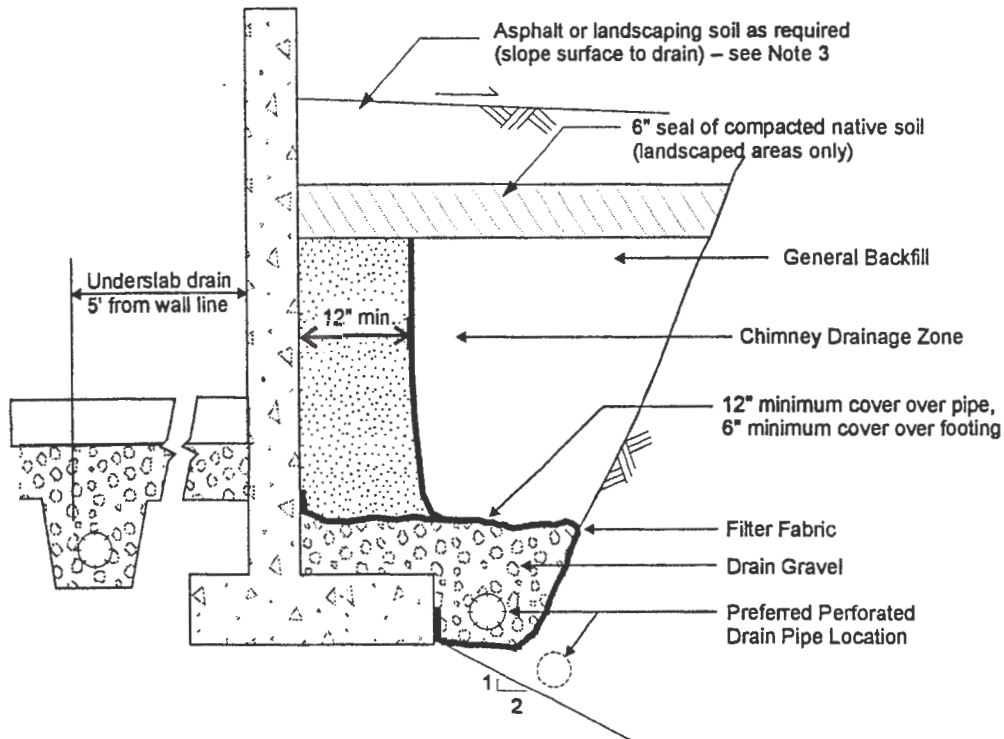 Asphalt or landscaping soil as required
(slope surface to drain) – see Note 3
6" seal of compacted native soil
(landscaped areas only)
General Backfill
Underslab drain
5' from wall line
12" min.
Chimney Drainage Zone
12" minimum cover over pipe,
6" minimum cover over footing
Filter Fabric
Drain Gravel
Preferred Perforated
Drain Pipe Location
1
2